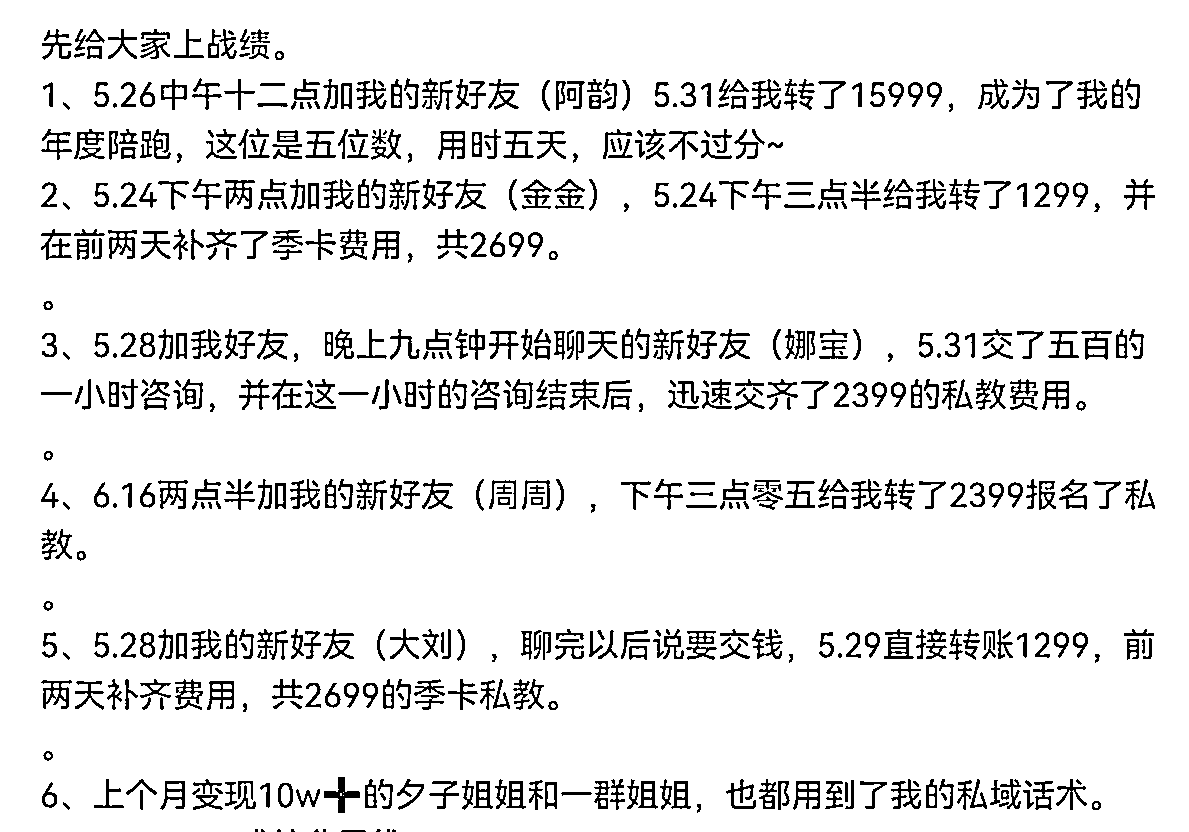 先给大家上战绩。
1、5.26中午十二点加我的新好友（阿韵）5.31给我转了15999，成为了我的
年度陪跑，这位是五位数，用时五天，应该不过分~
2、5.24下午两点加我的新好友（金金），5.24下午三点半给我转了1299，并
在前两天补齐了季卡费用，共2699。
。
3、5.28加我好友，晚上九点钟开始聊天的新好友（娜宝），5.31交了五百的
一小时咨询，并在这一小时的咨询结束后，迅速交齐了2399的私教费用。
。
4、6.16两点半加我的新好友（周周），下午三点零五给我转了2399报名了私
教。
。
5、5.28加我的新好友（大刘），聊完以后说要交钱，5.29直接转账1299，前
两天补齐费用，共2699的季卡私教。
。
6、上个月变现10w➕的夕子姐姐和一群姐姐，也都用到了我的私域话术。